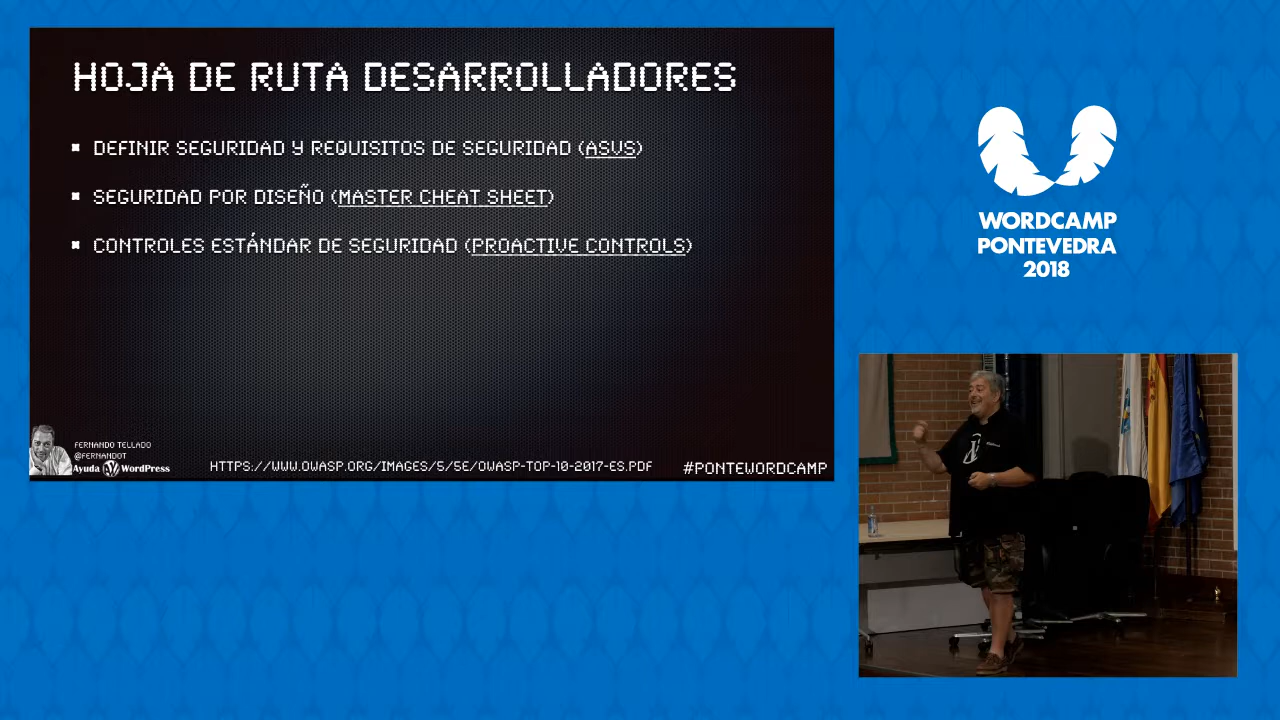 HOJA DE RUTA DESARROLLADORES
▪ DEFINIR SEGURIDAD Y REQUISITOS DE SEGURIDAD (ASVS)
▪ SEGURIDAD POR DISEÑO (MASTER CHEAT SHEET)
▪ CONTROLES ESTÁNDAR DE SEGURIDAD (PROACTIVE CONTROLS)
FERNANDO TELLADO
@FERNANDOT
Ayuda WordPress
HTTPS://WWW.OWASP.ORG/IMAGES/5/5E/OWASP-TOP-10-2017-ES.PDF
#PONTEWORDCAMP
WORDCAMP
PONTEVEDRA
2018